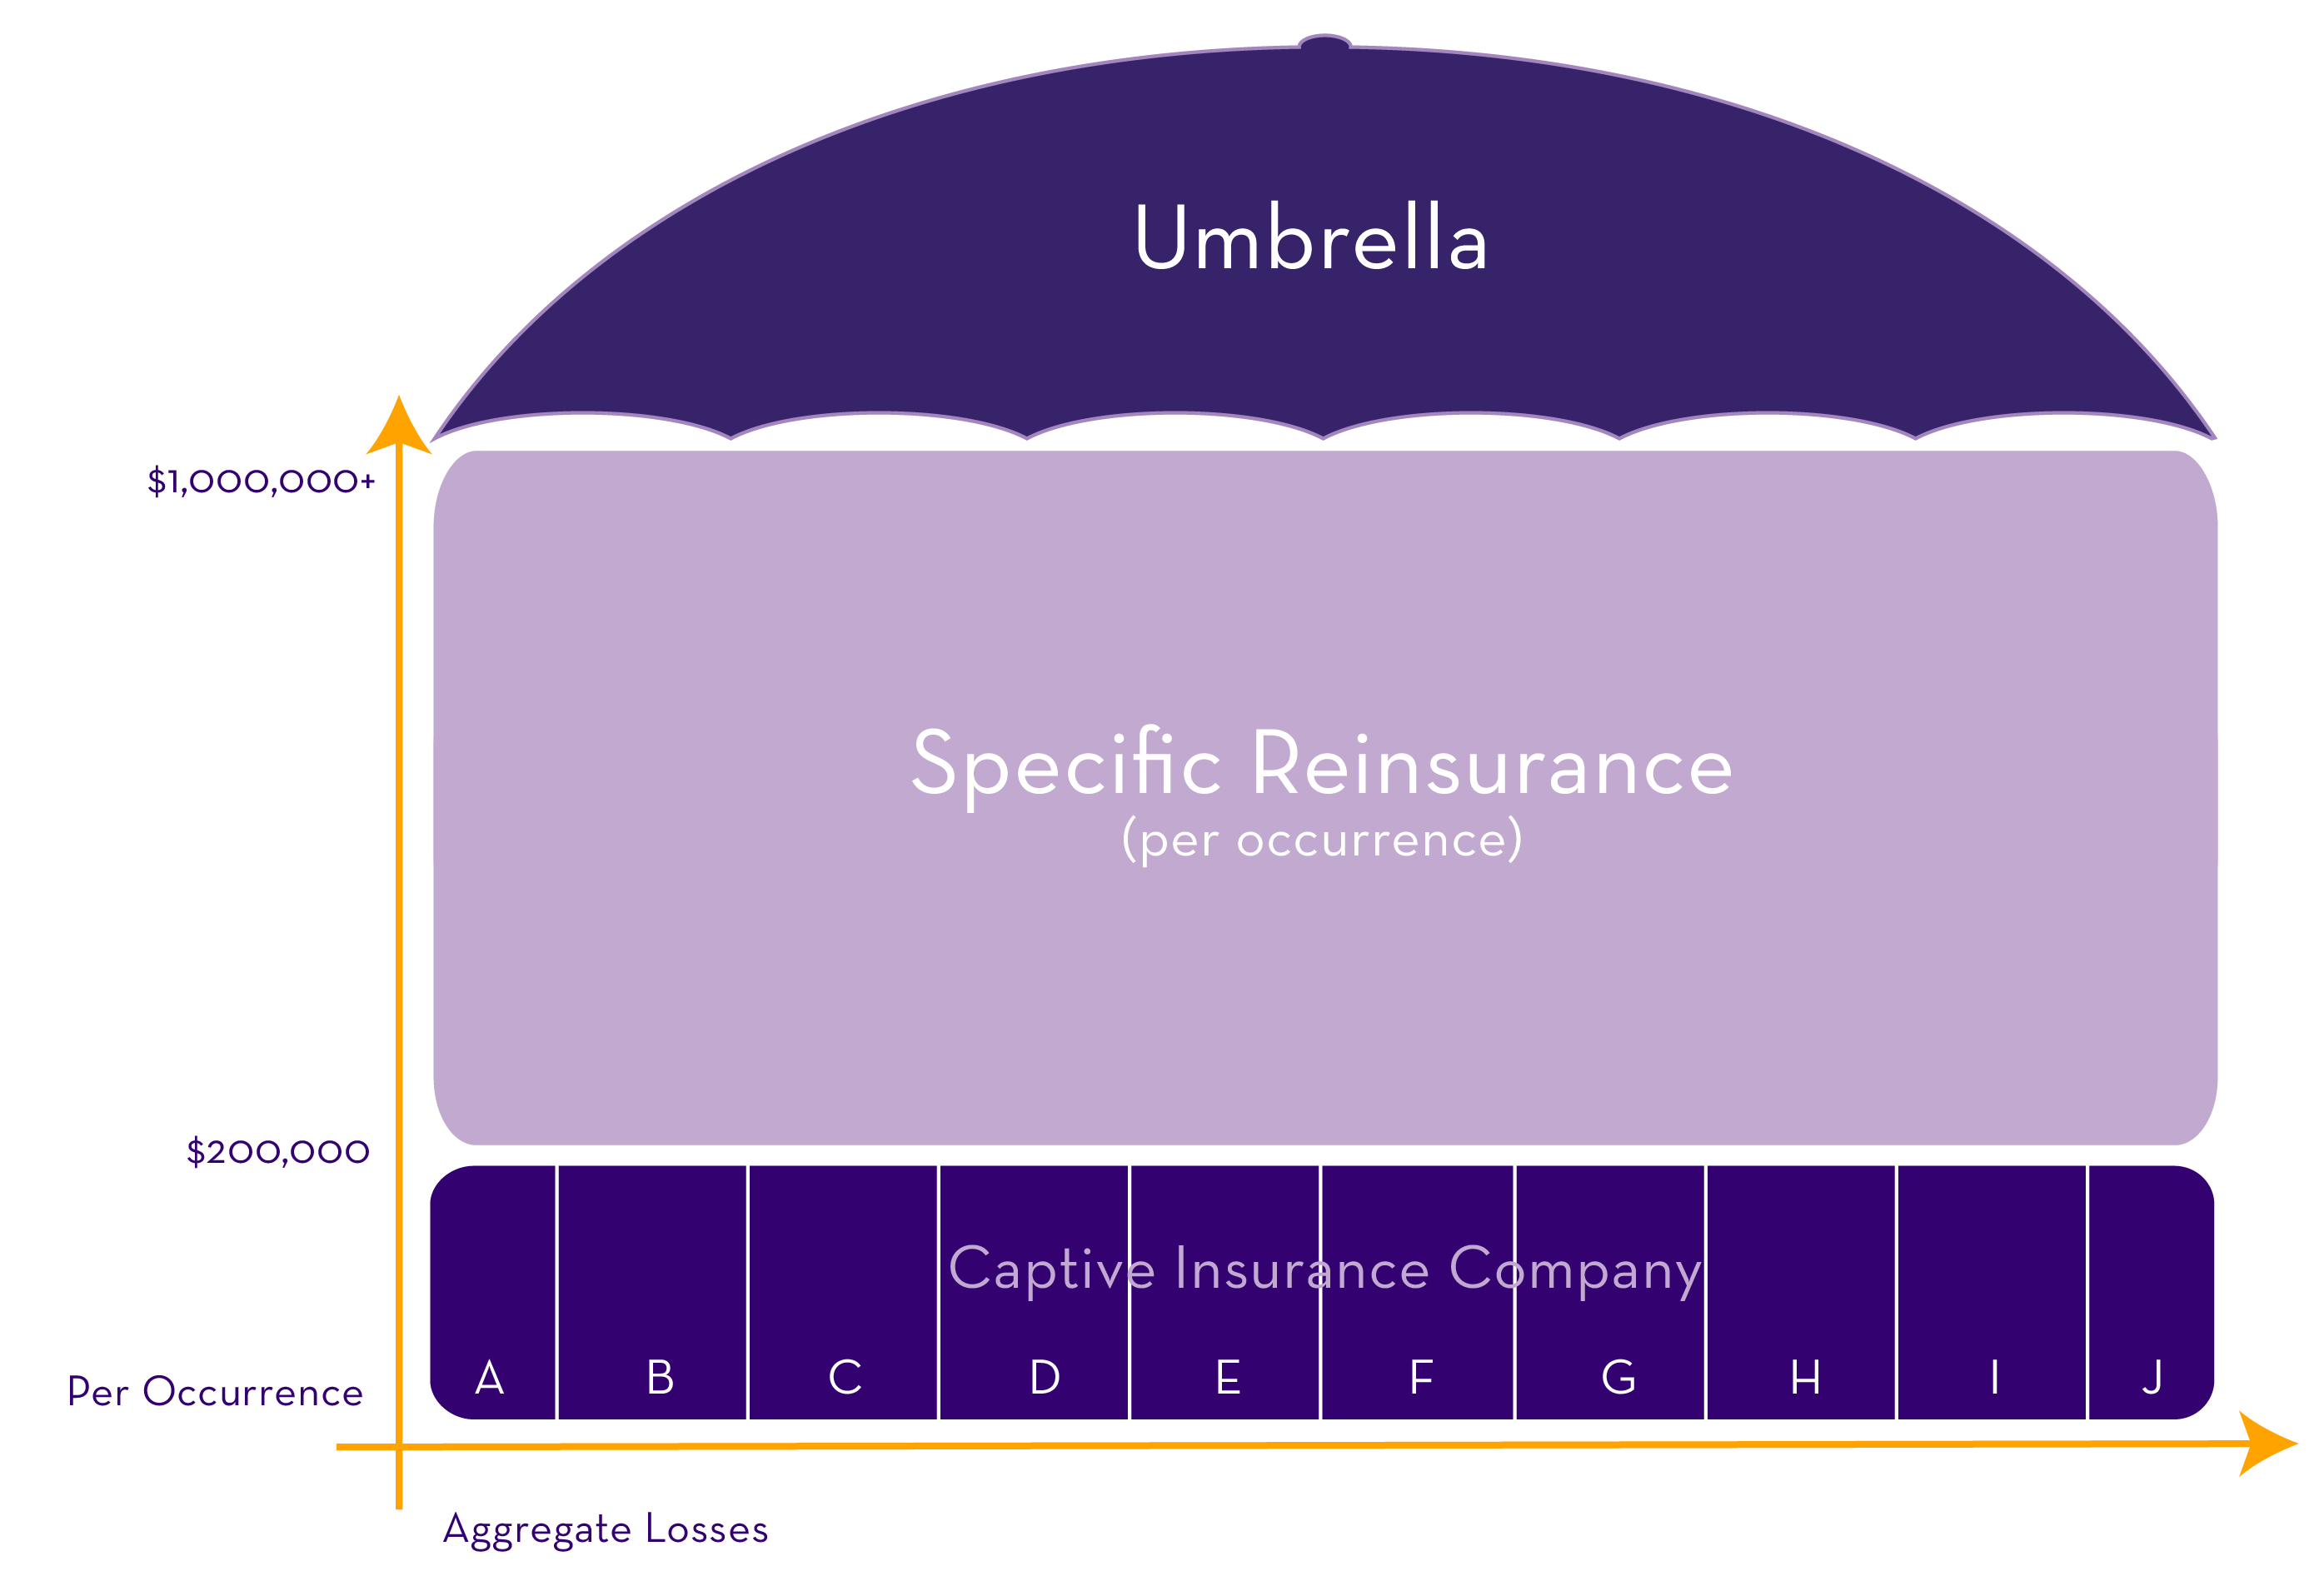 Umbrella
$1,000,000+
Specific Reinsurance
(per occurrence)
$200,000
Captive Insurance Company
A B C D E F G H I J
Per Occurrence
Aggregate Losses